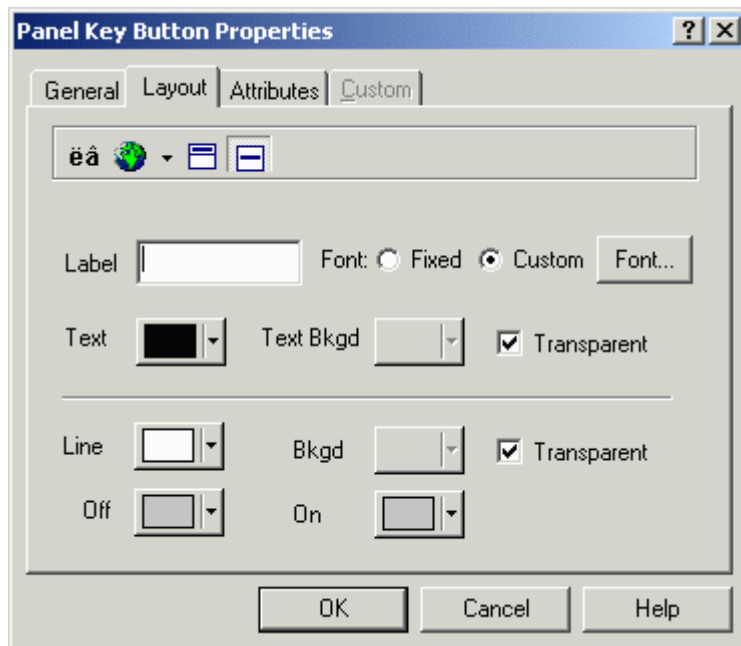 Panel Key Button Properties
General Layout Attributes Custom
ëâ
Label Font: Fixed Custom Font...
Text Text Bkgd Transparent
Line Bkgd Transparent
Off On
OK Cancel Help